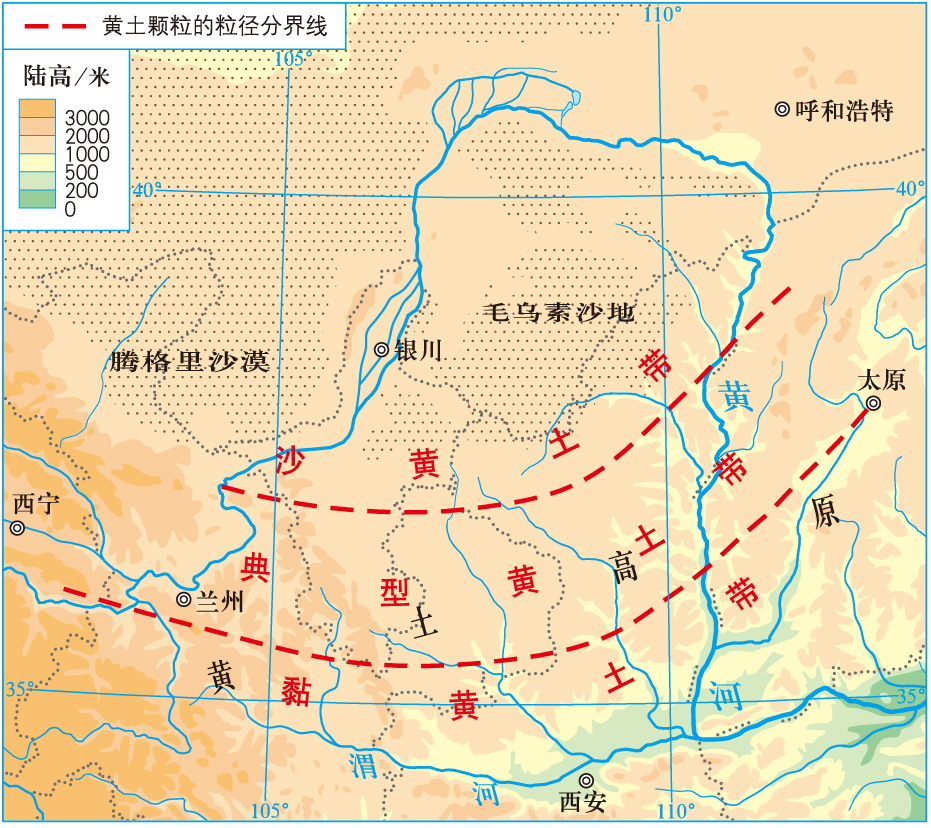 黄土颗粒的粒径分界线
陆高/米
3000
2000
1000
500
200
0
105°
110°
呼和浩特
40°
40°
毛乌素沙地
腾格里沙漠
银川
太原
沙黄土带
黄
西宁
典型黄土带
兰州
黄土高原
黏黄土带
35°
35°
河
渭河
西安
105°
110°